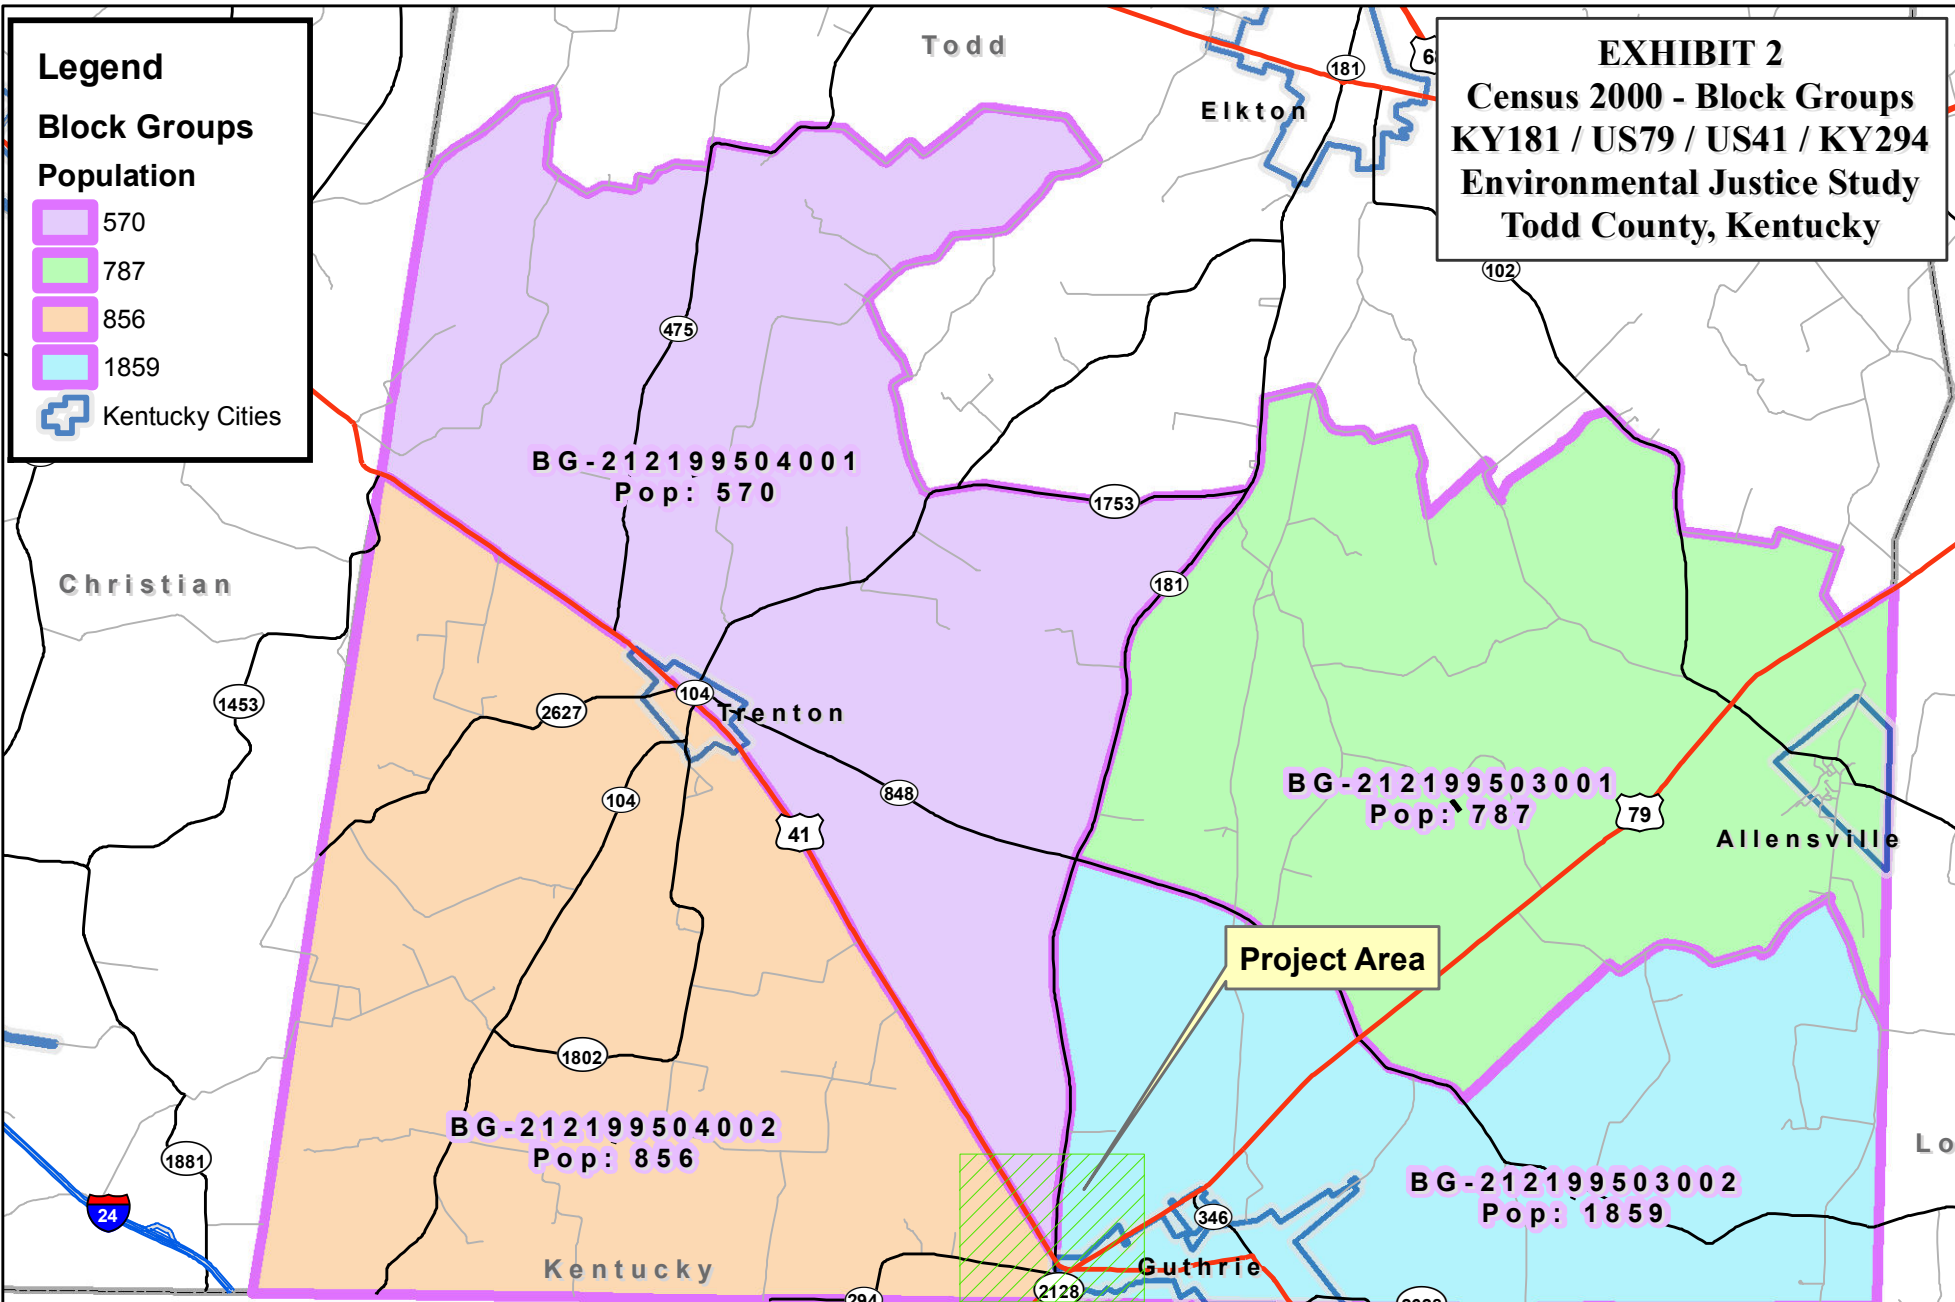 Legend
Block Groups
Population
570
787
856
1859
Kentucky Cities
EXHIBIT 2
Census 2000 - Block Groups
KY181 / US79 / US41 / KY294
Environmental Justice Study
Todd County, Kentucky
Todd
Elkton
181
102
475
BG-212199504001
Pop: 570
1753
181
Christian
1453
2627
104
Trenton
104
848
41
BG-212199503001
Pop: 787
79
Allensville
Project Area
1802
BG-212199504002
Pop: 856
1881
24
BG-212199503002
Pop: 1859
346
Guthrie
Kentucky
2128
294
Lo